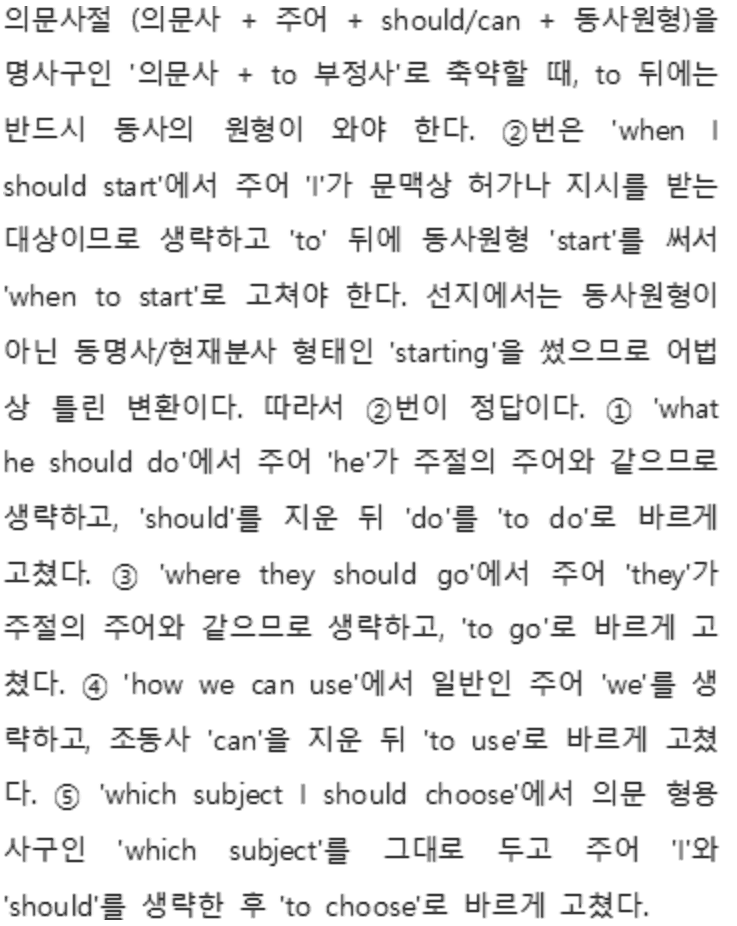 의문사절 (의문사 + 주어 + should/can + 동사원형)을
명사구인 '의문사 + to 부정사'로 축약할 때, to 뒤에는
반드시 동사의 원형이 와야 한다. ②번은 'when I
should start'에서 주어 'I'가 문맥상 허가나 지시를 받는
대상이므로 생략하고 'to' 뒤에 동사원형 'start'를 써서
'when to start'로 고쳐야 한다. 선지에서는 동사원형이
아닌 동명사/현재분사 형태인 'starting'을 썼으므로 어법
상 틀린 변환이다. 따라서 ②번이 정답이다. ① 'what
he should do'에서 주어 'he'가 주절의 주어와 같으므로
생략하고, 'should'를 지운 뒤 'do'를 'to do'로 바르게
고쳤다. ③ 'where they should go'에서 주어 'they'가
주절의 주어와 같으므로 생략하고, 'to go'로 바르게 고
쳤다. ④ 'how we can use'에서 일반인 주어 'we'를 생
략하고, 조동사 'can'을 지운 뒤 'to use'로 바르게 고쳤
다. ⑤ 'which subject I should choose'에서 의문 형용
사구인 'which subject'를 그대로 두고 주어 'I'와
'should'를 생략한 후 'to choose'로 바르게 고쳤다.